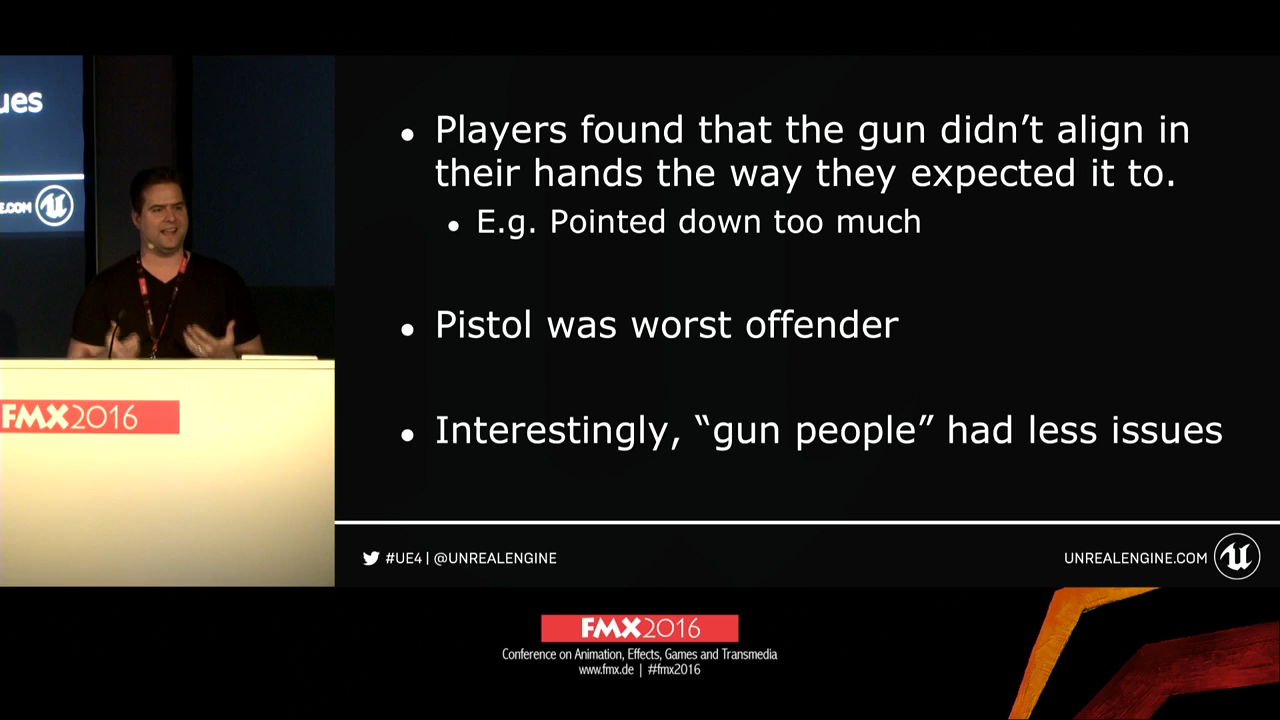 ues
E.COM
FMX2016
• Players found that the gun didn’t align in
their hands the way they expected it to.
• E.g. Pointed down too much
• Pistol was worst offender
• Interestingly, “gun people” had less issues
#UE4 | @UNREALENGINE
UNREALENGINE.COM
FMX2016
Conference on Animation, Effects, Games and Transmedia
www.fmx.de | #fmx2016